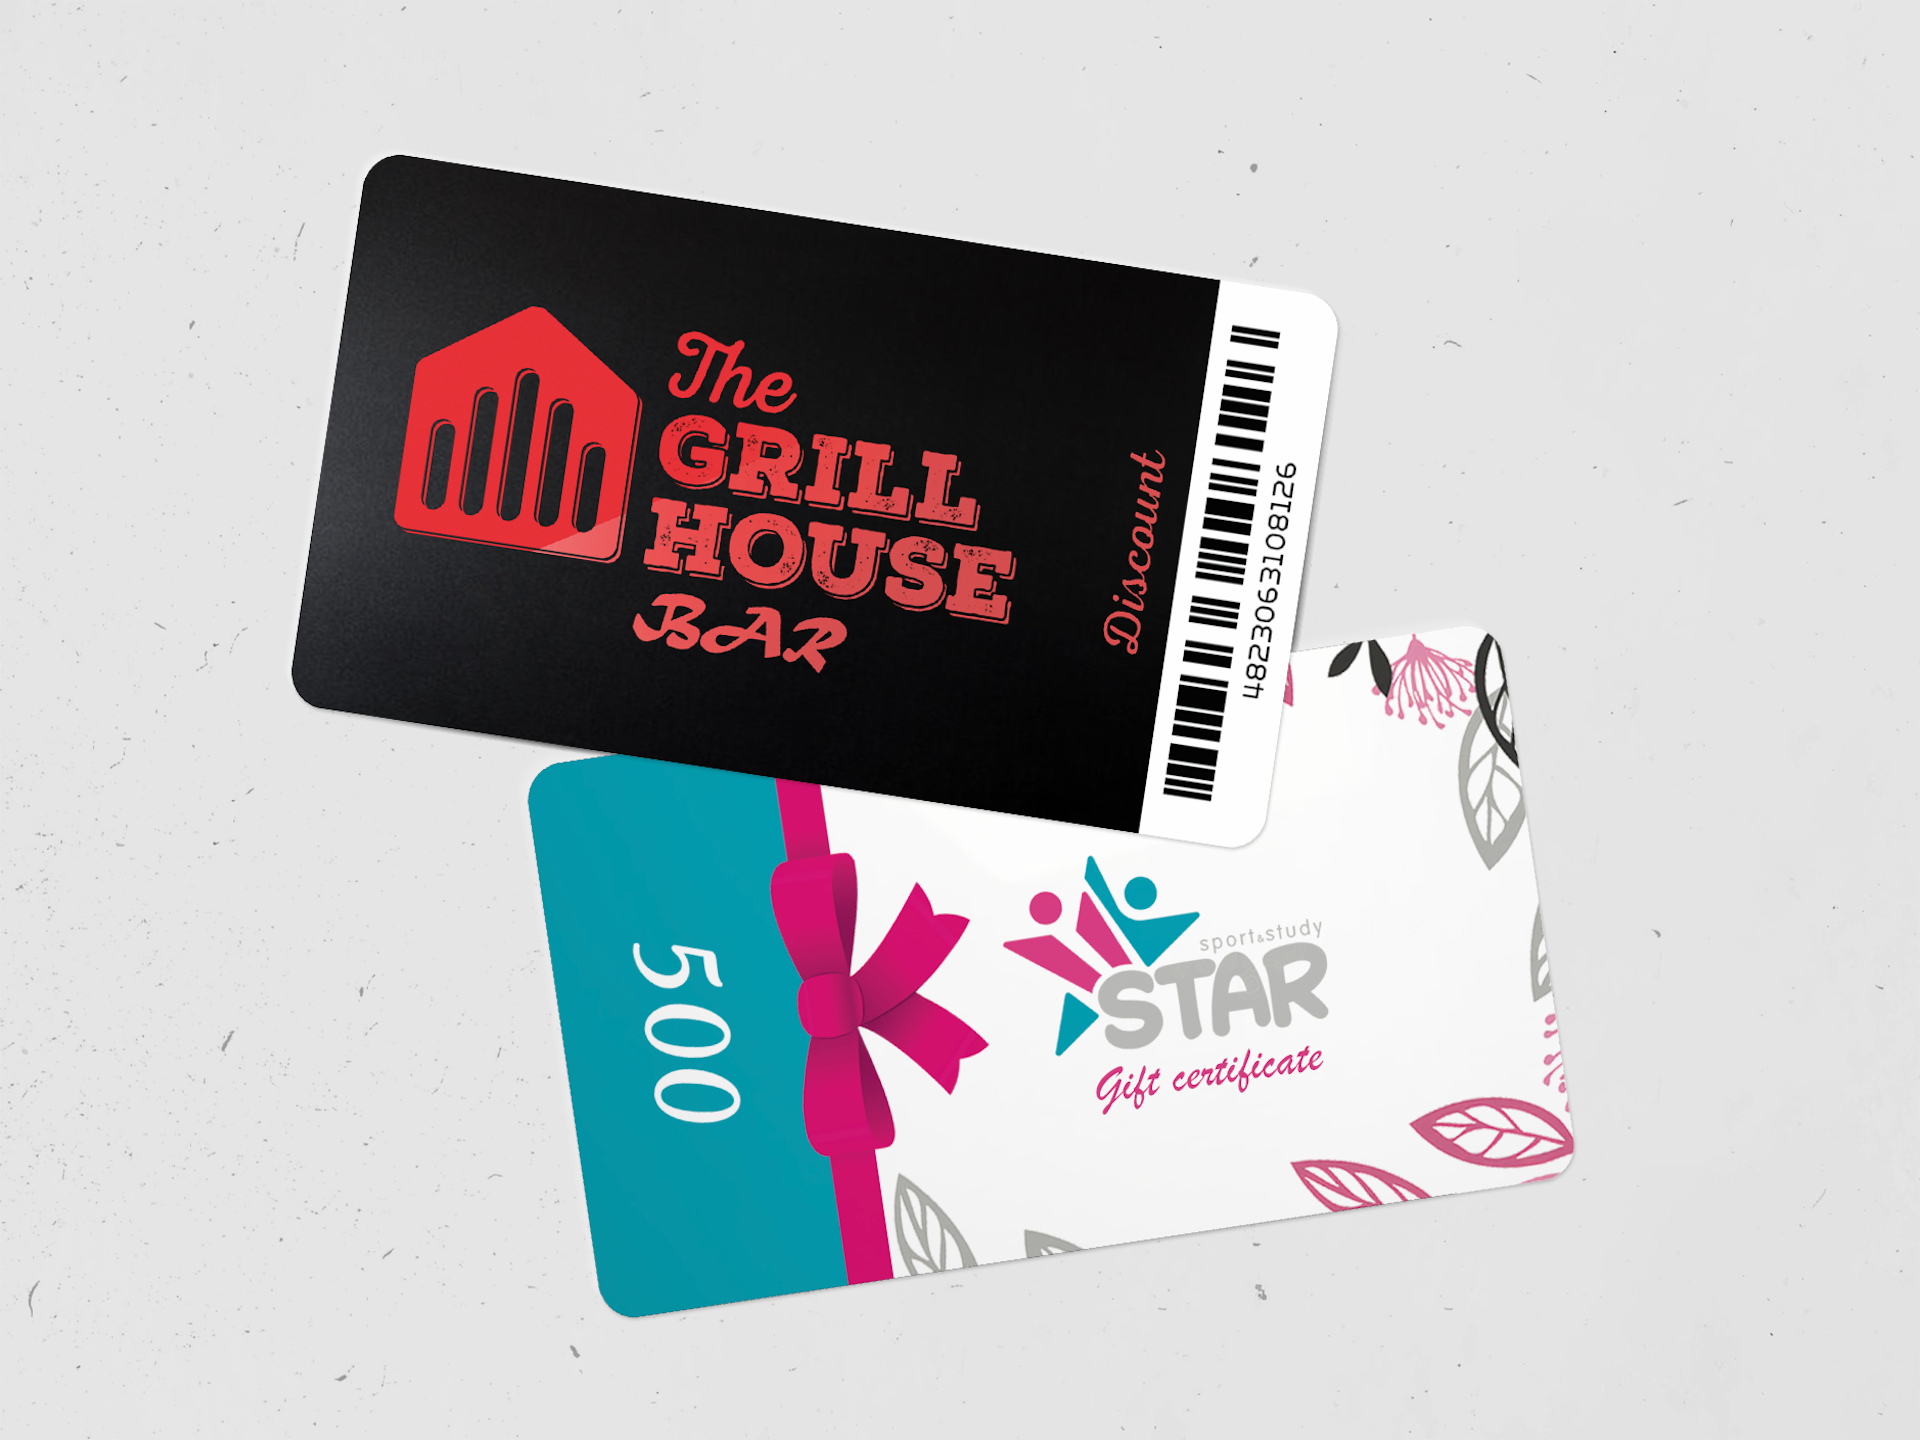 The
GRILL
HOUSE
BAR
Discount
4823063108126
500
sport&study
STAR
Gift certificate